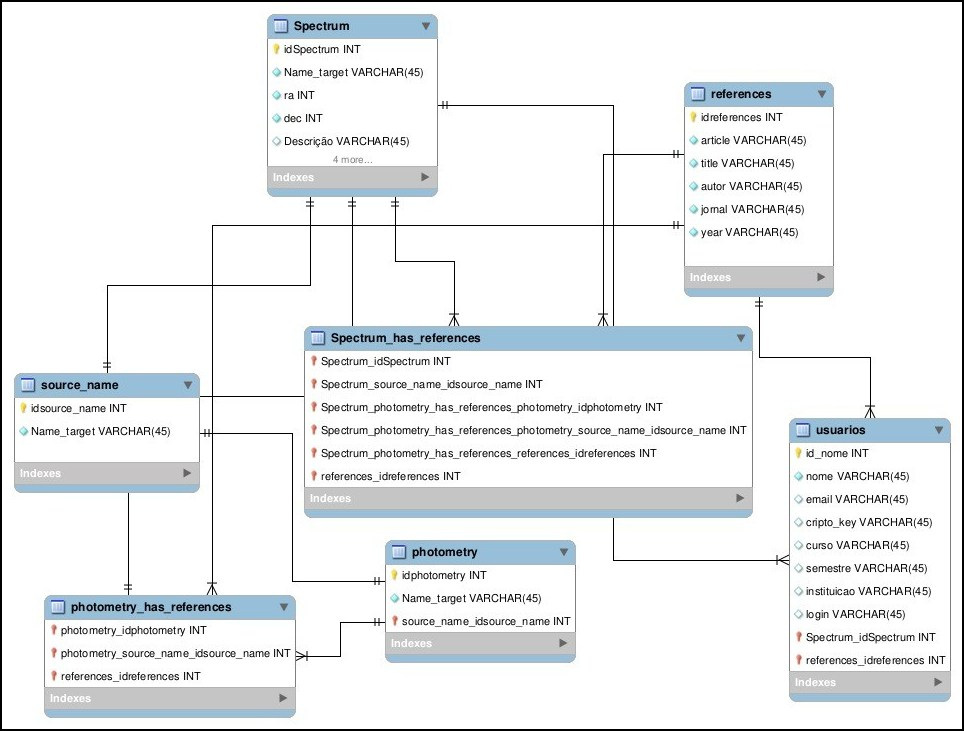 Spectrum
idSpectrum INT
Name_target VARCHAR(45)
ra INT
dec INT
Descrição VARCHAR(45)
4 more...
Indexes
references
idreferences INT
article VARCHAR(45)
title VARCHAR(45)
autor VARCHAR(45)
jornal VARCHAR(45)
year VARCHAR(45)
Indexes
Spectrum_has_references
Spectrum_idSpectrum INT
Spectrum_source_name_idsource_name INT
Spectrum_photometry_has_references_photometry_idphotometry INT
Spectrum_photometry_has_references_photometry_source_name_idsource_name INT
Spectrum_photometry_has_references_references_idreferences INT
references_idreferences INT
Indexes
source_name
idsource_name INT
Name_target VARCHAR(45)
Indexes
usuarios
id_nome INT
nome VARCHAR(45)
email VARCHAR(45)
cripto_key VARCHAR(45)
curso VARCHAR(45)
semestre VARCHAR(45)
instituicao VARCHAR(45)
login VARCHAR(45)
Spectrum_idSpectrum INT
references_idreferences INT
Indexes
photometry
idphotometry INT
Name_target VARCHAR(45)
source_name_idsource_name INT
Indexes
photometry_has_references
photometry_idphotometry INT
photometry_source_name_idsource_name INT
references_idreferences INT
Indexes